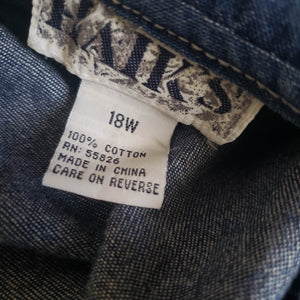 18W
100% COTTON
RN: 55826
MADE IN CHINA
CARE ON REVERSE